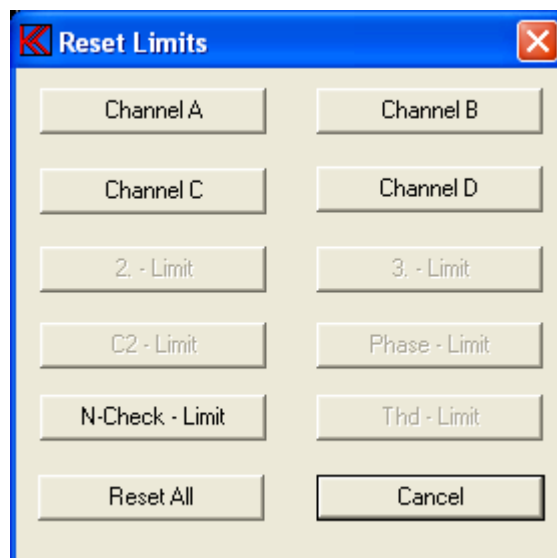 Reset Limits
Channel A
Channel B
Channel C
Channel D
2. - Limit
3. - Limit
C2 - Limit
Phase - Limit
N-Check - Limit
Thd - Limit
Reset All
Cancel